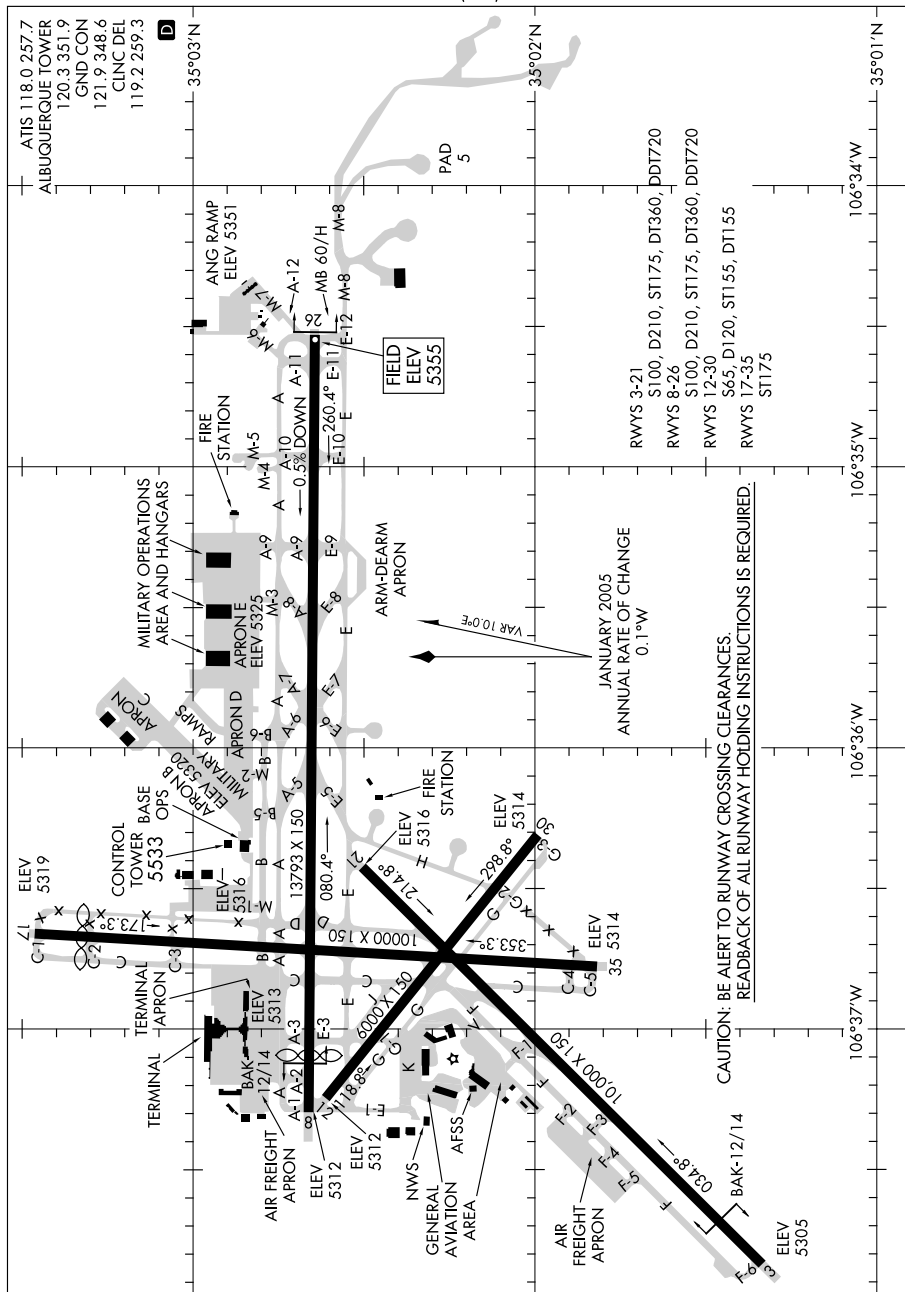 ATIS 118.0 257.7
ALBUQUERQUE TOWER
120.3 351.9
GND CON
121.9 348.6
CLNC DEL
119.2 259.3
D
35°03'N
35°02'N
35°01'N
106°34'W
106°35'W
106°36'W
106°37'W
ANG RAMP
ELEV 5351
M-7
M-6
A-12
MB 60/H
M-8
M-8
PAD
5
26
E-12
FIELD
ELEV
5355
A-11
E-11
A
E
FIRE
STATION
M-5
M-4
A-10
E-10
0.5% DOWN
260.4°
A
MILITARY OPERATIONS
AREA AND HANGARS
A-9
E-9
ARM-DEARM
APRON
APRON E
ELEV 5325
M-3
A-8
E-8
E
C
A
A-7
E-7
APRON
APRON B
ELEV 5320
MILITARY RAMPS
APRON D
B-6
A-6
E-6
B
M-2
A-5
E-5
B-5
BASE
OPS
CONTROL
TOWER
5533
FIRE
STATION
13793 X 150
080.4°
B
A
E
ELEV
5316
M-1
A
D
D
ELEV
5319
17
C-1
C-2
C
C-3
173.3°
B
A
C
10000 X 150
353.3°
C
C-4
C-5
35
ELEV
5314
ELEV
5316
21
214.8°
H
298.8°
ELEV
5314
30
G-3
G-2
G
C
J
E
6000 X 150
G
G-1
G
118.8°
12
ELEV
5312
TERMINAL
TERMINAL
APRON
ELEV
5313
BAK-
12/14
A-3
E-3
A
A-2
A-1
8
E-1
AIR FREIGHT
APRON
ELEV
5312
K
NWS
AFSS
GENERAL
AVIATION
AREA
V
F
F-1
F
F-2
F-3
F-4
F-5
F
F-6
AIR
FREIGHT
APRON
10,000 X 150
034.8°
BAK-12/14
3
ELEV
5305
VAR 10.0°E
JANUARY 2005
ANNUAL RATE OF CHANGE
0.1°W
RWYS 3-21
S100, D210, ST175, DT360, DDT720
RWYS 8-26
S100, D210, ST175, DT360, DDT720
RWYS 12-30
S65, D120, ST155, DT155
RWYS 17-35
ST175
CAUTION: BE ALERT TO RUNWAY CROSSING CLEARANCES.
READBACK OF ALL RUNWAY HOLDING INSTRUCTIONS IS REQUIRED.